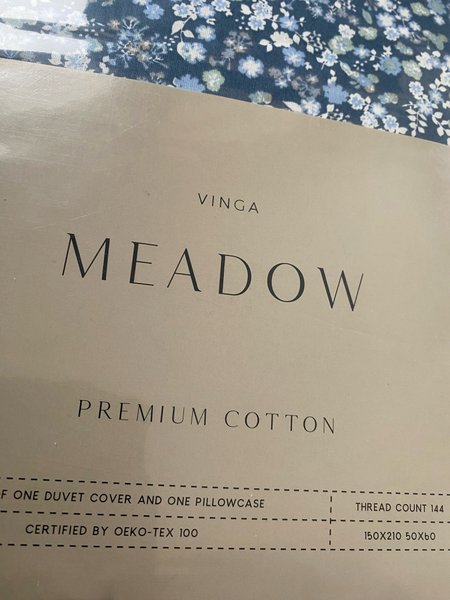 VINGA
MEADOW
PREMIUM COTTON
OF ONE DUVET COVER AND ONE PILLOWCASE
THREAD COUNT 144
CERTIFIED BY OEKO-TEX 100
150X210 50X60